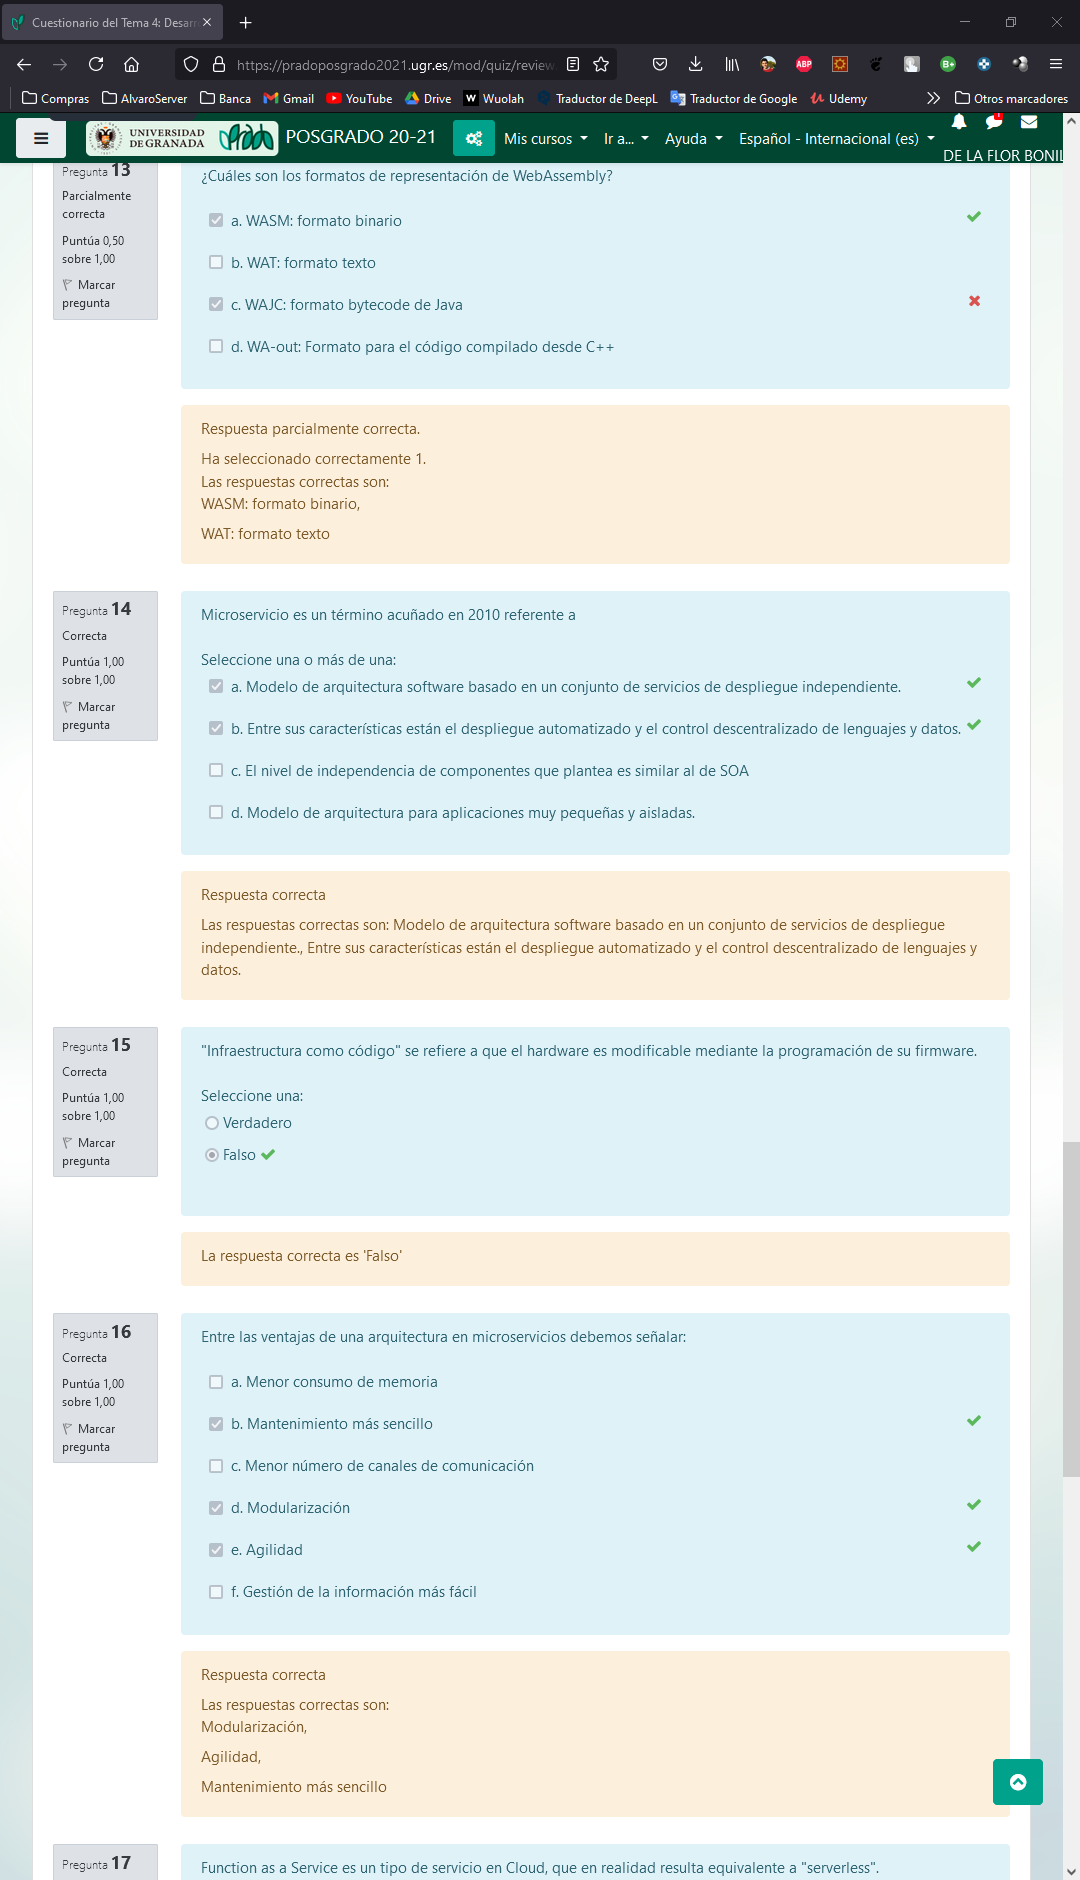 Cuestionario del Tema 4: Desarr
https://pradoposgrado2021.ugr.es/mod/quiz/review
ABP
B+
Compras
AlvaroServer
Banca
Gmail
YouTube
Drive
W Wuolah
Traductor de DeepL
Traductor de Google
Udemy
Otros marcadores
UNIVERSIDAD
DE GRANADA
POSGRADO 20-21
Mis cursos
Ir a...
Ayuda
Español - Internacional (es)
DE LA FLOR BONIL
Pregunta 13
Parcialmente
correcta
Puntúa 0,50
sobre 1,00
Marcar
pregunta
¿Cuáles son los formatos de representación de WebAssembly?
a. WASM: formato binario
b. WAT: formato texto
c. WAJC: formato bytecode de Java
d. WA-out: Formato para el código compilado desde C++
Respuesta parcialmente correcta.
Ha seleccionado correctamente 1.
Las respuestas correctas son:
WASM: formato binario,
WAT: formato texto
Pregunta 14
Correcta
Puntúa 1,00
sobre 1,00
Marcar
pregunta
Microservicio es un término acuñado en 2010 referente a
Seleccione una o más de una:
a. Modelo de arquitectura software basado en un conjunto de servicios de despliegue independiente.
b. Entre sus características están el despliegue automatizado y el control descentralizado de lenguajes y datos.
c. El nivel de independencia de componentes que plantea es similar al de SOA
d. Modelo de arquitectura para aplicaciones muy pequeñas y aisladas.
Respuesta correcta
Las respuestas correctas son: Modelo de arquitectura software basado en un conjunto de servicios de despliegue
independiente., Entre sus características están el despliegue automatizado y el control descentralizado de lenguajes y
datos.
Pregunta 15
Correcta
Puntúa 1,00
sobre 1,00
Marcar
pregunta
"Infraestructura como código" se refiere a que el hardware es modificable mediante la programación de su firmware.
Seleccione una:
Verdadero
Falso
La respuesta correcta es 'Falso'
Pregunta 16
Correcta
Puntúa 1,00
sobre 1,00
Marcar
pregunta
Entre las ventajas de una arquitectura en microservicios debemos señalar:
a. Menor consumo de memoria
b. Mantenimiento más sencillo
c. Menor número de canales de comunicación
d. Modularización
e. Agilidad
f. Gestión de la información más fácil
Respuesta correcta
Las respuestas correctas son:
Modularización,
Agilidad,
Mantenimiento más sencillo
Pregunta 17
Function as a Service es un tipo de servicio en Cloud, que en realidad resulta equivalente a "serverless".